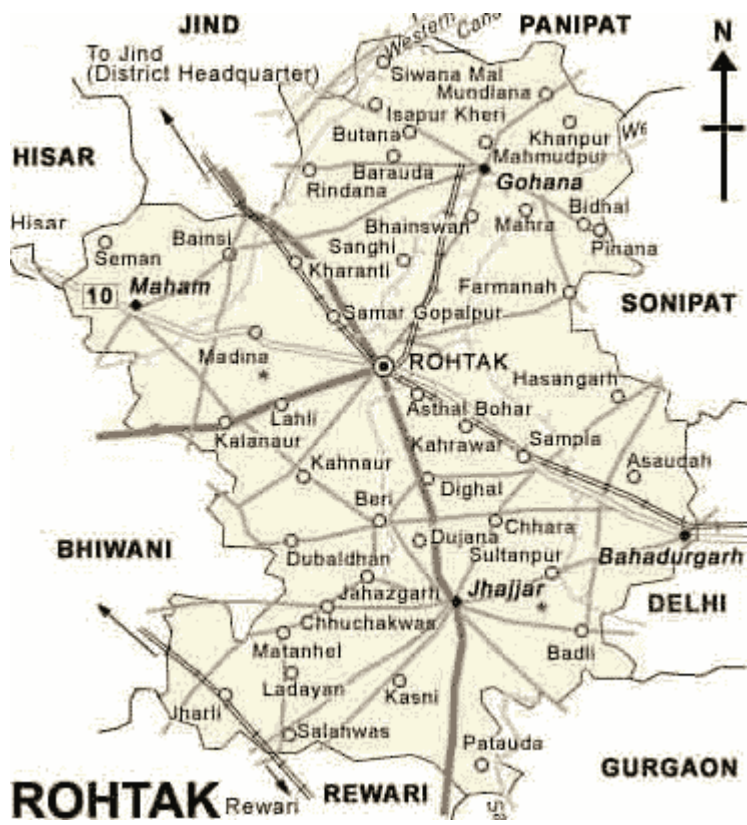 JIND
PANIPAT
Western
Cana
N
To Jind
(District Headquarter)
Siwana Mal
Mundlana
Isapur Kheri
Butana
Khanpur
HISAR
Barauda
Mahmudpur
Rindana
Gohana
Hisar
Bhainswan
Mahra
Bidhal
Pinana
Seman
Bainsi
Sanghi
Kharanti
10
Maham
Farmanah
SONIPAT
Samar Gopalpur
Madina
ROHTAK
Hasangarh
Lahli
Asthal Bohar
Kalanaur
Kahrawar
Sampla
Kahnaur
Asaudah
Dighal
Beri
Chhara
BHIWANI
Dubaldhan
Dujana
Sultanpur
Bahadurgarh
Jahazgarh
Jhajjar
DELHI
Chhuchakwas
Matanhel
Badli
Ladayan
Kasni
Jharli
Salahwas
Patauda
GURGAON
ROHTAK
Rewari
REWARI